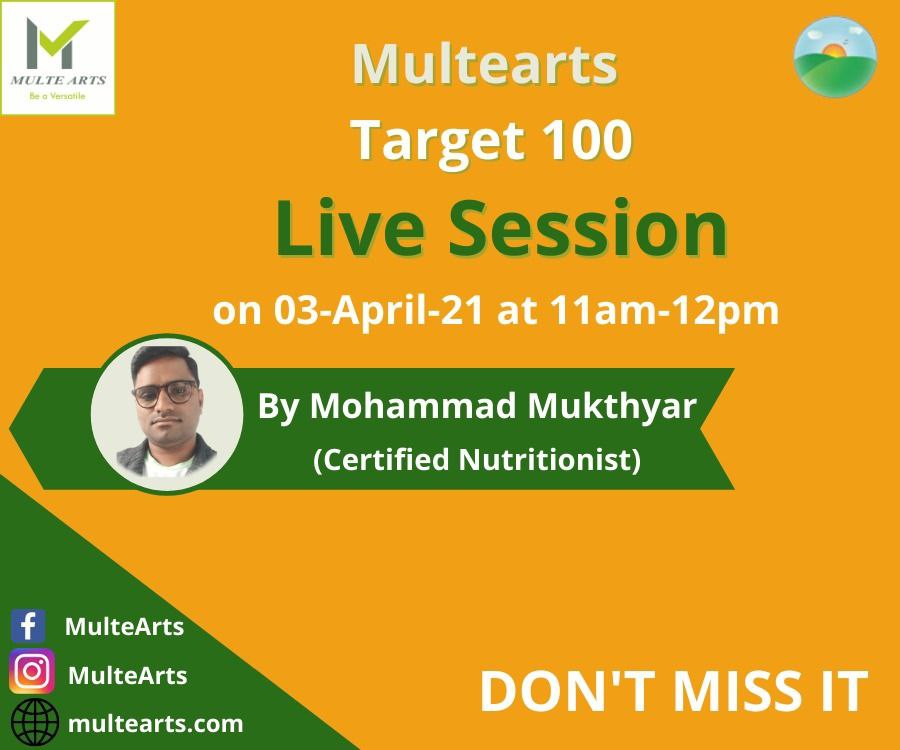 MULTE ARTS
Be a Versatile
Multearts
Target 100
Live Session
on 03-April-21 at 11am-12pm
By Mohammad Mukthyar
(Certified Nutritionist)
MulteArts
MulteArts
multearts.com
DON'T MISS IT